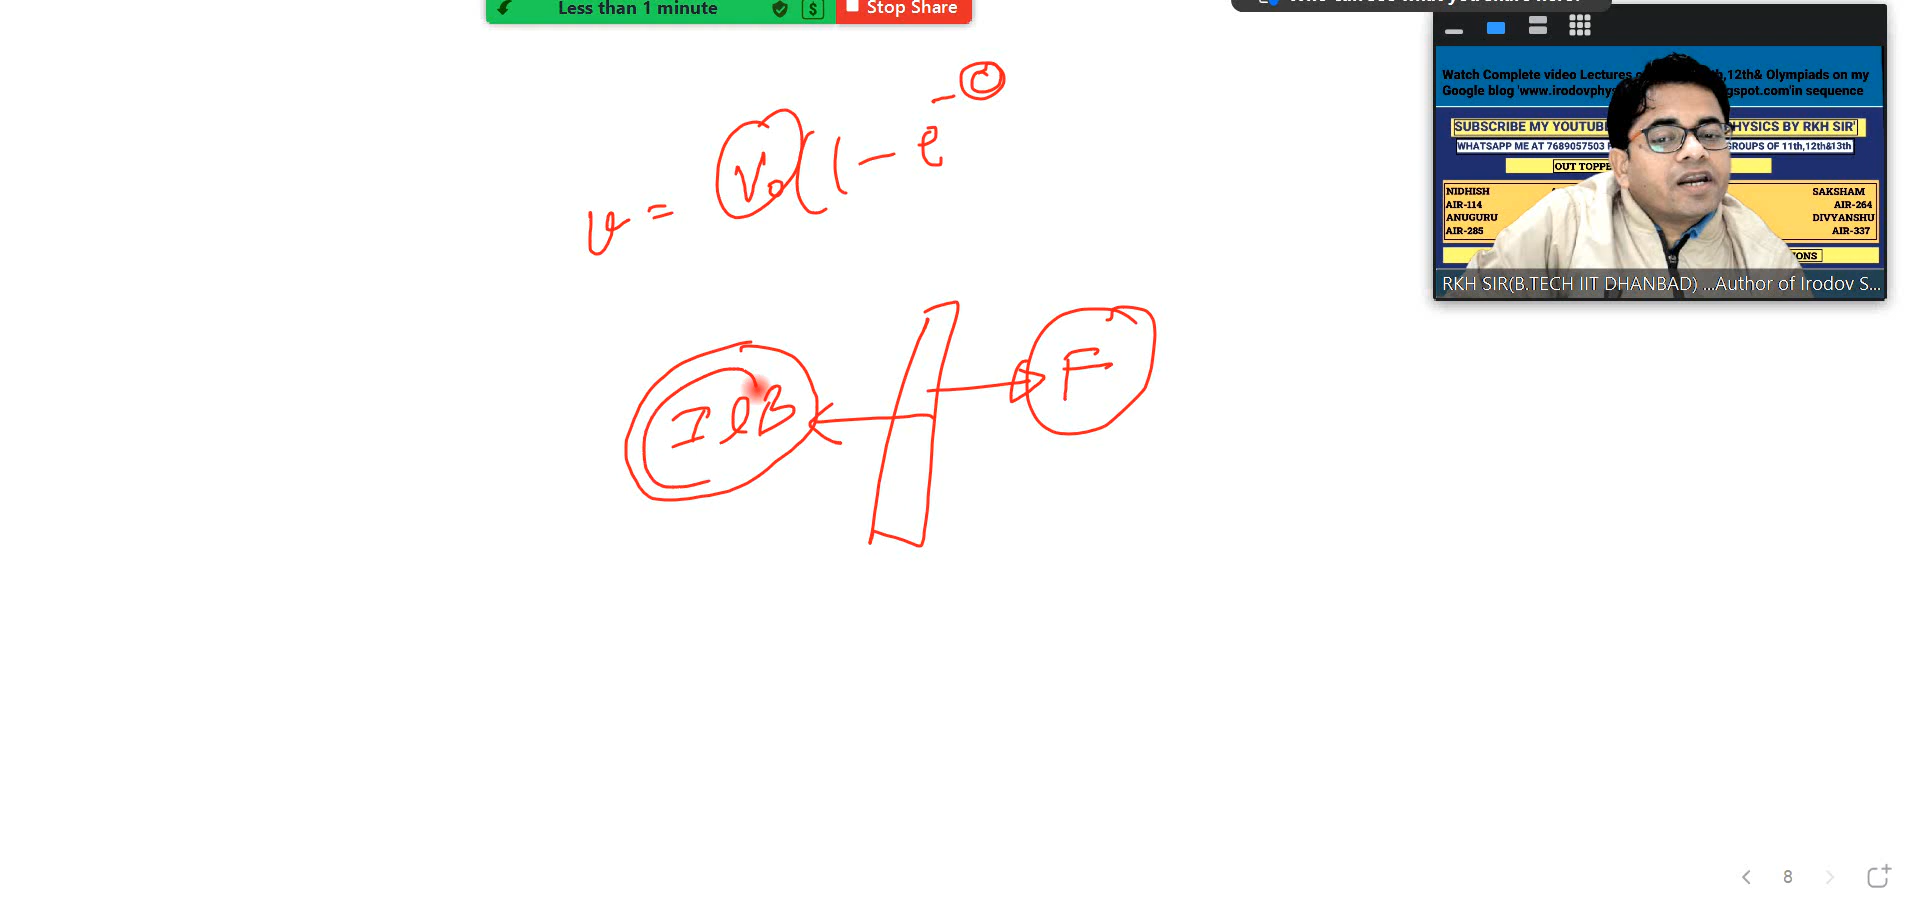 Less than 1 minute
$
Stop Share
Watch Complete video Lectures
,12th& Olympiads on my
Google blog 'www.irodovphys
gspot.com'in sequence
SUBSCRIBE MY YOUTUB
HYSICS BY RKH SIR'
WHATSAPP ME AT 7689057503
ROUPS OF 11th,12th&13th
OUT TOPPE
NIDHISH
SAKSHAM
AIR-114
AIR-264
ANUGURU
DIVYANSHU
AIR-285
AIR-337
IONS
RKH SIR(B.TECH IIT DHANBAD) ...Author of Irodov S...
v = v₀(1 - e⁻
F
IlB
8